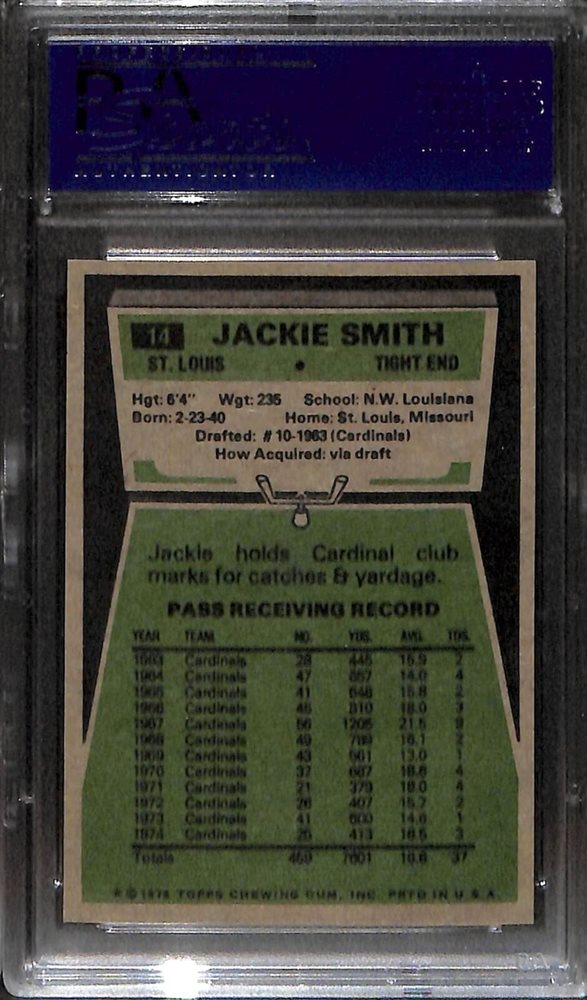 PSA
14 JACKIE SMITH
ST. LOUIS • TIGHT END
Hgt: 6'4" Wgt: 235 School: N.W. Louisiana
Born: 2-23-40 Home: St. Louis, Missouri
Drafted: #10-1963 (Cardinals)
How Acquired: via draft
Jackie holds Cardinal club
marks for catches & yardage.
PASS RECEIVING RECORD
YEAR TEAM NO. YDS. AVG. TDS.
1963 Cardinals 28 445 15.9 2
1964 Cardinals 47 657 14.0 4
1965 Cardinals 41 648 15.8 2
1966 Cardinals 45 810 18.0 3
1967 Cardinals 56 1205 21.5 9
1968 Cardinals 49 789 16.1 2
1969 Cardinals 43 561 13.0 1
1970 Cardinals 37 687 18.6 4
1971 Cardinals 21 379 18.0 4
1972 Cardinals 26 407 15.7 2
1973 Cardinals 41 600 14.6 1
1974 Cardinals 25 413 16.5 3
Totals 459 7601 16.6 37
© 1975 TOPPS CHEWING GUM, INC. PRTD IN U.S.A.